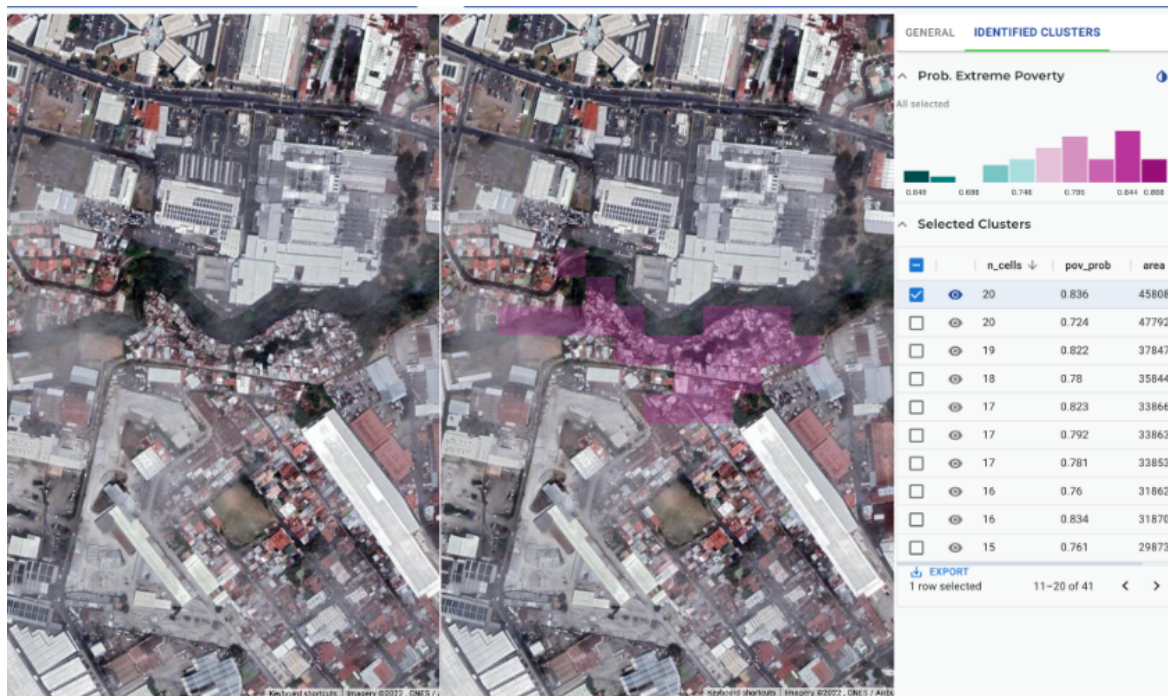 GENERAL IDENTIFIED CLUSTERS
Prob. Extreme Poverty
All selected
0.649 0.698 0.746 0.795 0.844 0.868
Selected Clusters
n_cells ↓ pov_prob area
20 0.836 45808
20 0.724 47792
19 0.822 37847
18 0.78 35844
17 0.823 33866
17 0.792 33863
17 0.781 33853
16 0.76 31862
16 0.834 31870
15 0.761 29873
EXPORT
1 row selected 11–20 of 41
Keyboard shortcuts Imagery ©2022 , CNES / A
Keyboard shortcuts Imagery ©2022 , CNES / Airbu